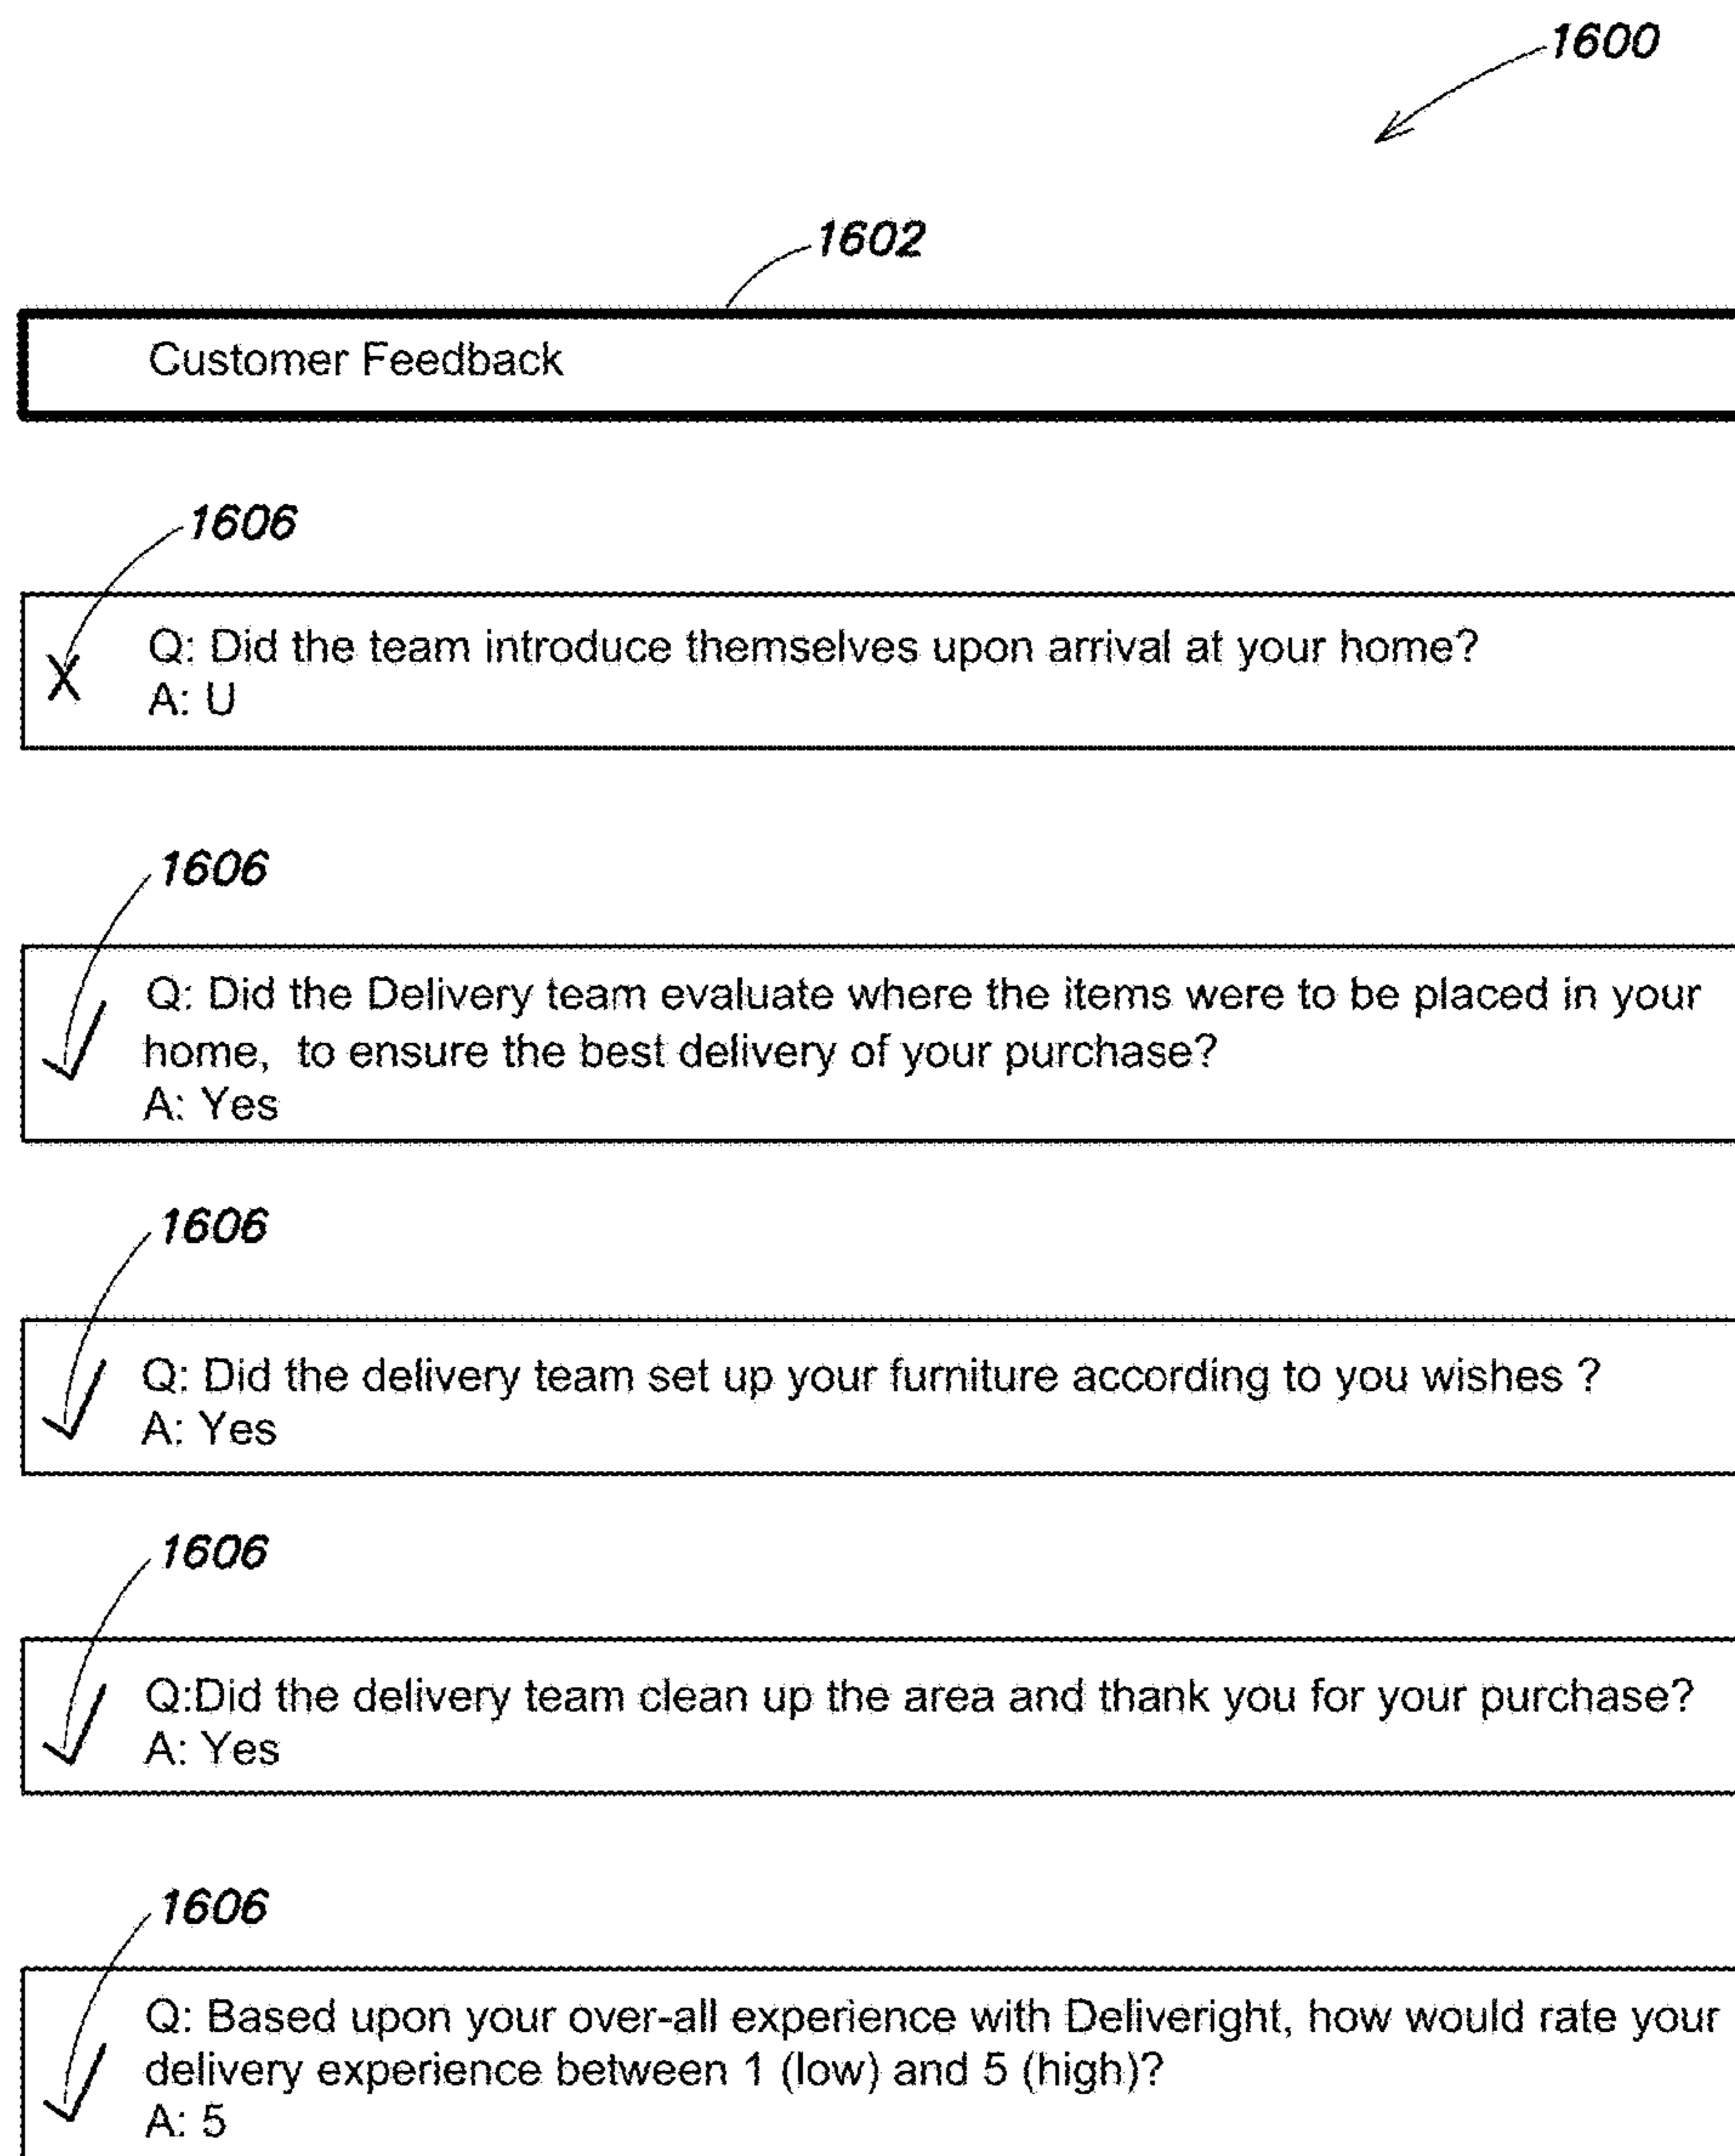 1600
1602
Customer Feedback
1606
Q: Did the team introduce themselves upon arrival at your home?
X
A: U
1606
Q: Did the Delivery team evaluate where the items were to be placed in your
home, to ensure the best delivery of your purchase?
A: Yes
1606
Q: Did the delivery team set up your furniture according to you wishes ?
A: Yes
1606
Q:Did the delivery team clean up the area and thank you for your purchase?
A: Yes
1606
Q: Based upon your over-all experience with Deliveright, how would rate your
delivery experience between 1 (low) and 5 (high)?
A: 5